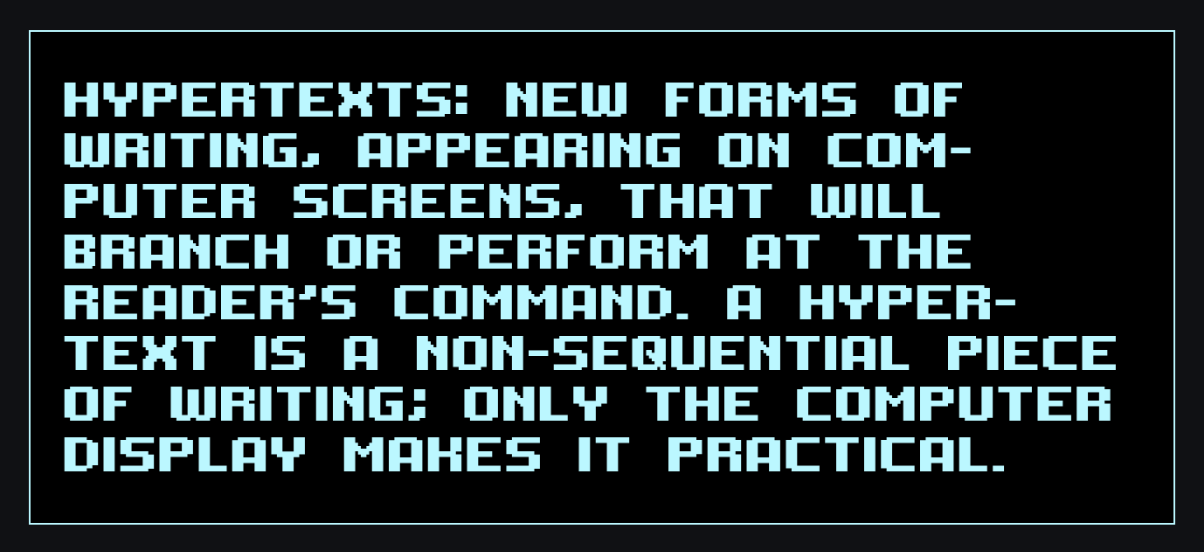 HYPERTEXTS: NEW FORMS OF
WRITING, APPEARING ON COM-
PUTER SCREENS, THAT WILL
BRANCH OR PERFORM AT THE
READER'S COMMAND. A HYPER-
TEXT IS A NON-SEQUENTIAL PIECE
OF WRITING; ONLY THE COMPUTER
DISPLAY MAKES IT PRACTICAL.